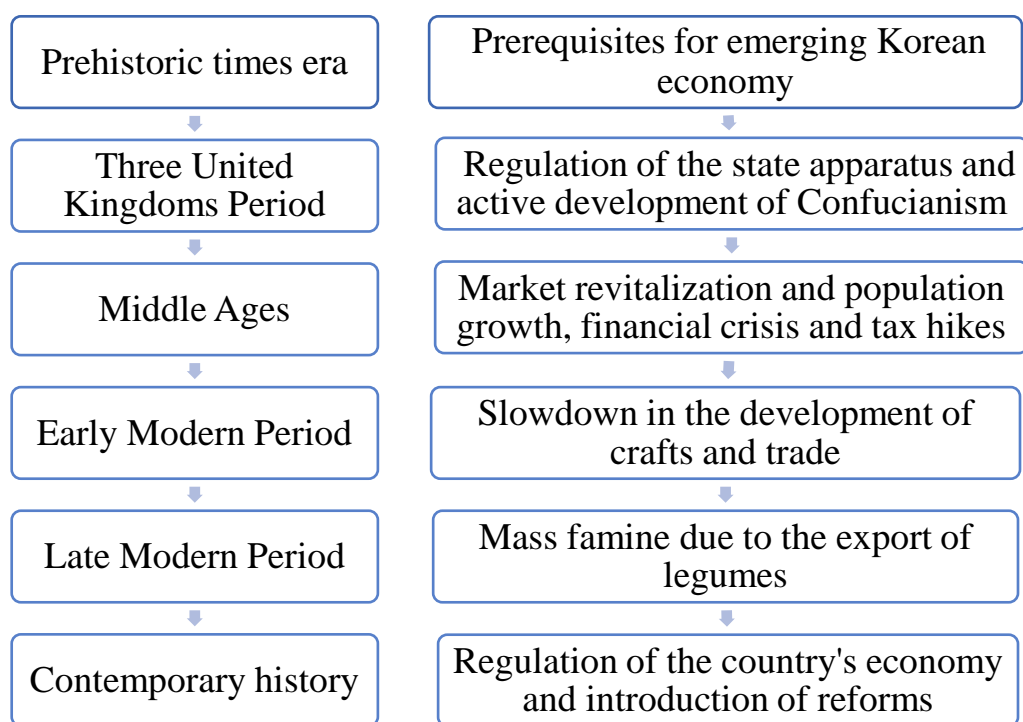 Prehistoric times era
Prerequisites for emerging Korean
economy
Three United
Kingdoms Period
Regulation of the state apparatus and
active development of Confucianism
Middle Ages
Market revitalization and population
growth, financial crisis and tax hikes
Early Modern Period
Slowdown in the development of
crafts and trade
Late Modern Period
Mass famine due to the export of
legumes
Contemporary history
Regulation of the country's economy
and introduction of reforms